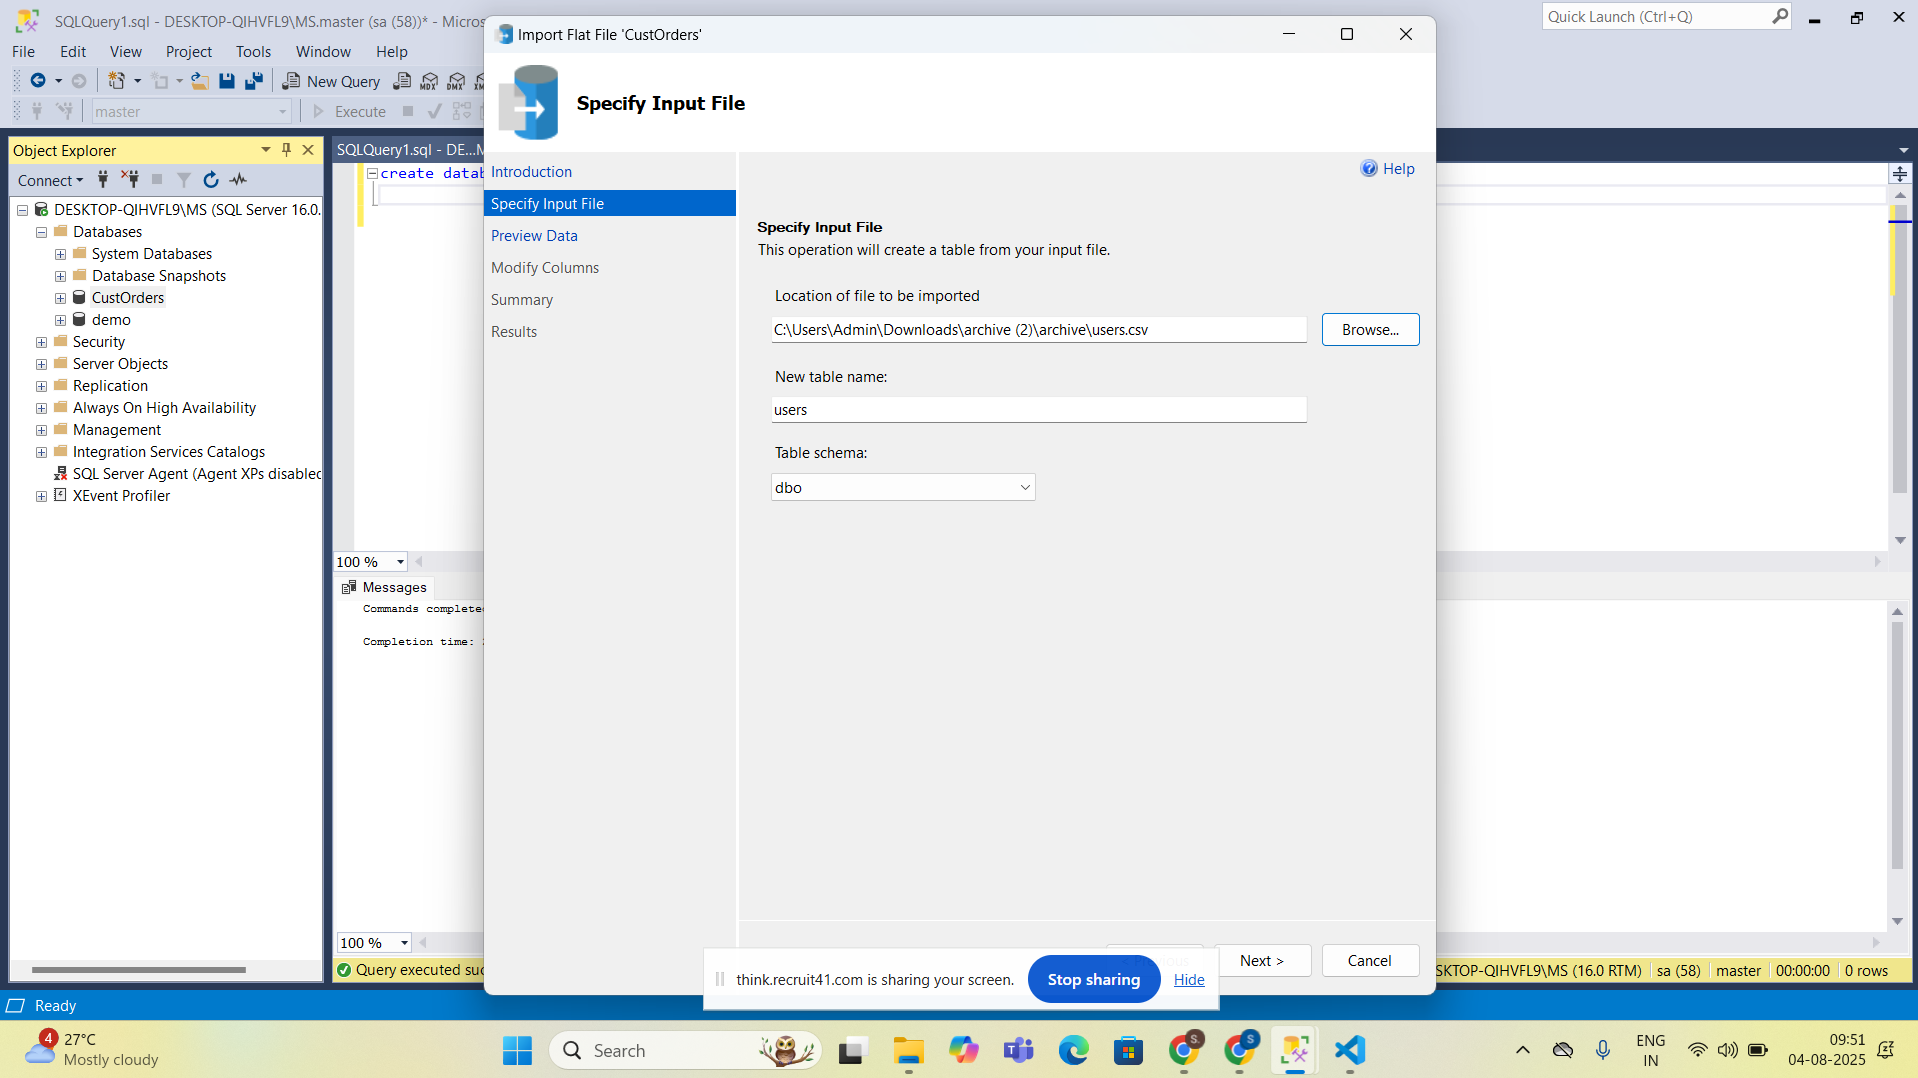 SQLQuery1.sql - DESKTOP-QIHVFL9\MS.master (sa (58))* - Micros
Quick Launch (Ctrl+Q)
File Edit View Project Tools Window Help
New Query
MDX DMX XM
master
Execute
Object Explorer
Connect
DESKTOP-QIHVFL9\MS (SQL Server 16.0.
Databases
System Databases
Database Snapshots
CustOrders
demo
Security
Server Objects
Replication
Always On High Availability
Management
Integration Services Catalogs
SQL Server Agent (Agent XPs disabled
XEvent Profiler
SQLQuery1.sql - DE...M
create datab
100 %
Messages
Commands complete
Completion time:
100 %
Query executed suc
Import Flat File 'CustOrders'
Specify Input File
Introduction
Specify Input File
Preview Data
Modify Columns
Summary
Results
Help
Specify Input File
This operation will create a table from your input file.
Location of file to be imported
C:\Users\Admin\Downloads\archive (2)\archive\users.csv
Browse...
New table name:
users
Table schema:
dbo
Next >
Cancel
think.recruit41.com is sharing your screen.
Stop sharing
Hide
SKTOP-QIHVFL9\MS (16.0 RTM) sa (58) master 00:00:00 0 rows
Ready
4
27°C
Mostly cloudy
Search
S.
S
ENG
IN
09:51
04-08-2025